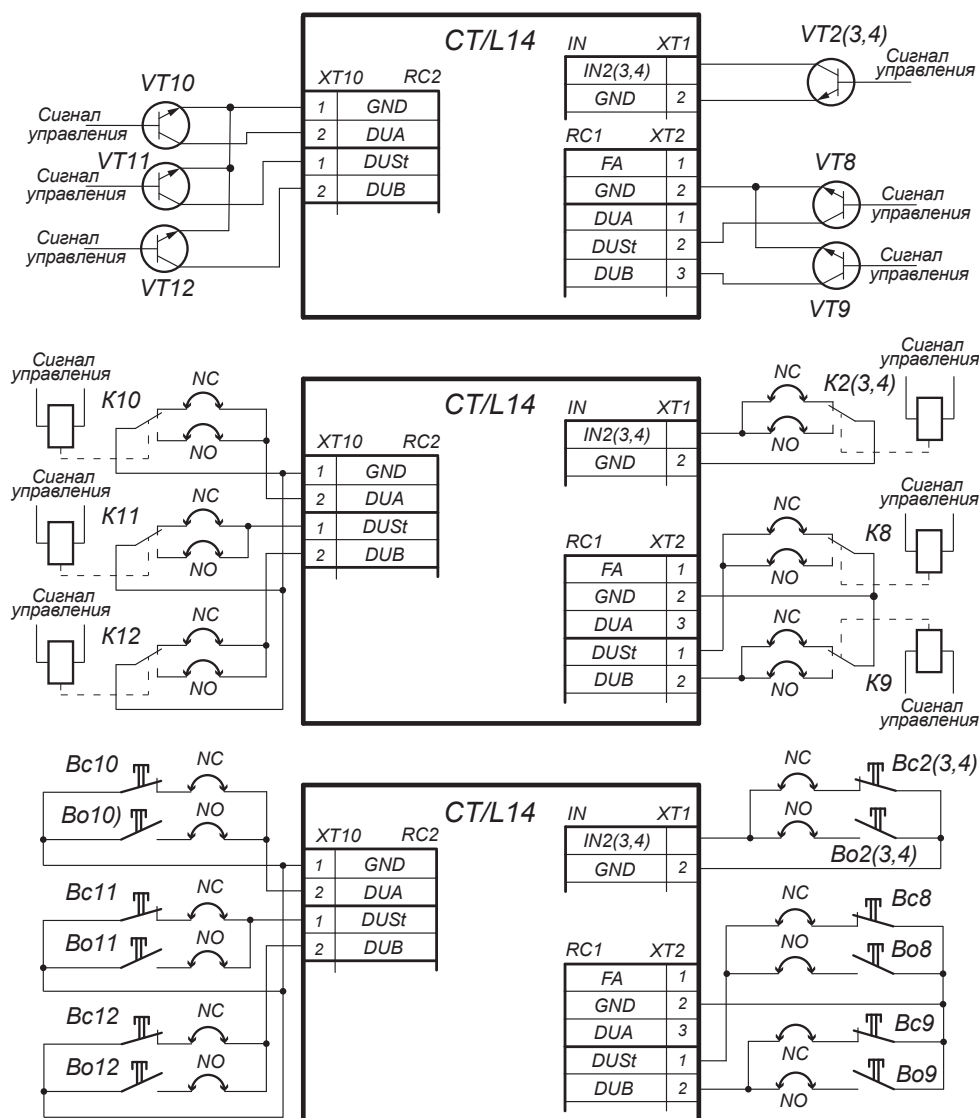 CT/L14
IN XT1
VT2(3,4)
Сигнал
управления
XT10 RC2
VT10
IN2(3,4)
1 GND
GND 2
Сигнал
управления
2 DUA
RC1 XT2
VT11
1 DUSt
FA 1
VT8
Сигнал
управления
2 DUB
GND 2
Сигнал
управления
DUA 1
DUSt 2
Сигнал
управления
DUB 3
Сигнал
управления
VT12
VT9
Сигнал
управления
K10
NC
NO
CT/L14
IN XT1
NC
NO
K2(3,4)
Сигнал
управления
XT10 RC2
IN2(3,4)
1 GND
GND 2
2 DUA
1 DUSt
2 DUB
Сигнал
управления
K11
NC
NO
RC1 XT2
NC
NO
K8
Сигнал
управления
FA 1
GND 2
DUA 3
DUSt 1
DUB 2
Сигнал
управления
K12
NC
NO
NC
NO
K9
Сигнал
управления
Bc10
NC
Bo10)
NO
CT/L14
IN XT1
NC
Bc2(3,4)
NO
Bo2(3,4)
XT10 RC2
IN2(3,4)
1 GND
GND 2
2 DUA
1 DUSt
2 DUB
Bc11
NC
Bo11
NO
RC1 XT2
NC
Bc8
NO
Bo8
FA 1
GND 2
DUA 3
DUSt 1
DUB 2
Bc12
NC
Bo12
NO
Bc9
NC
Bo9
NO